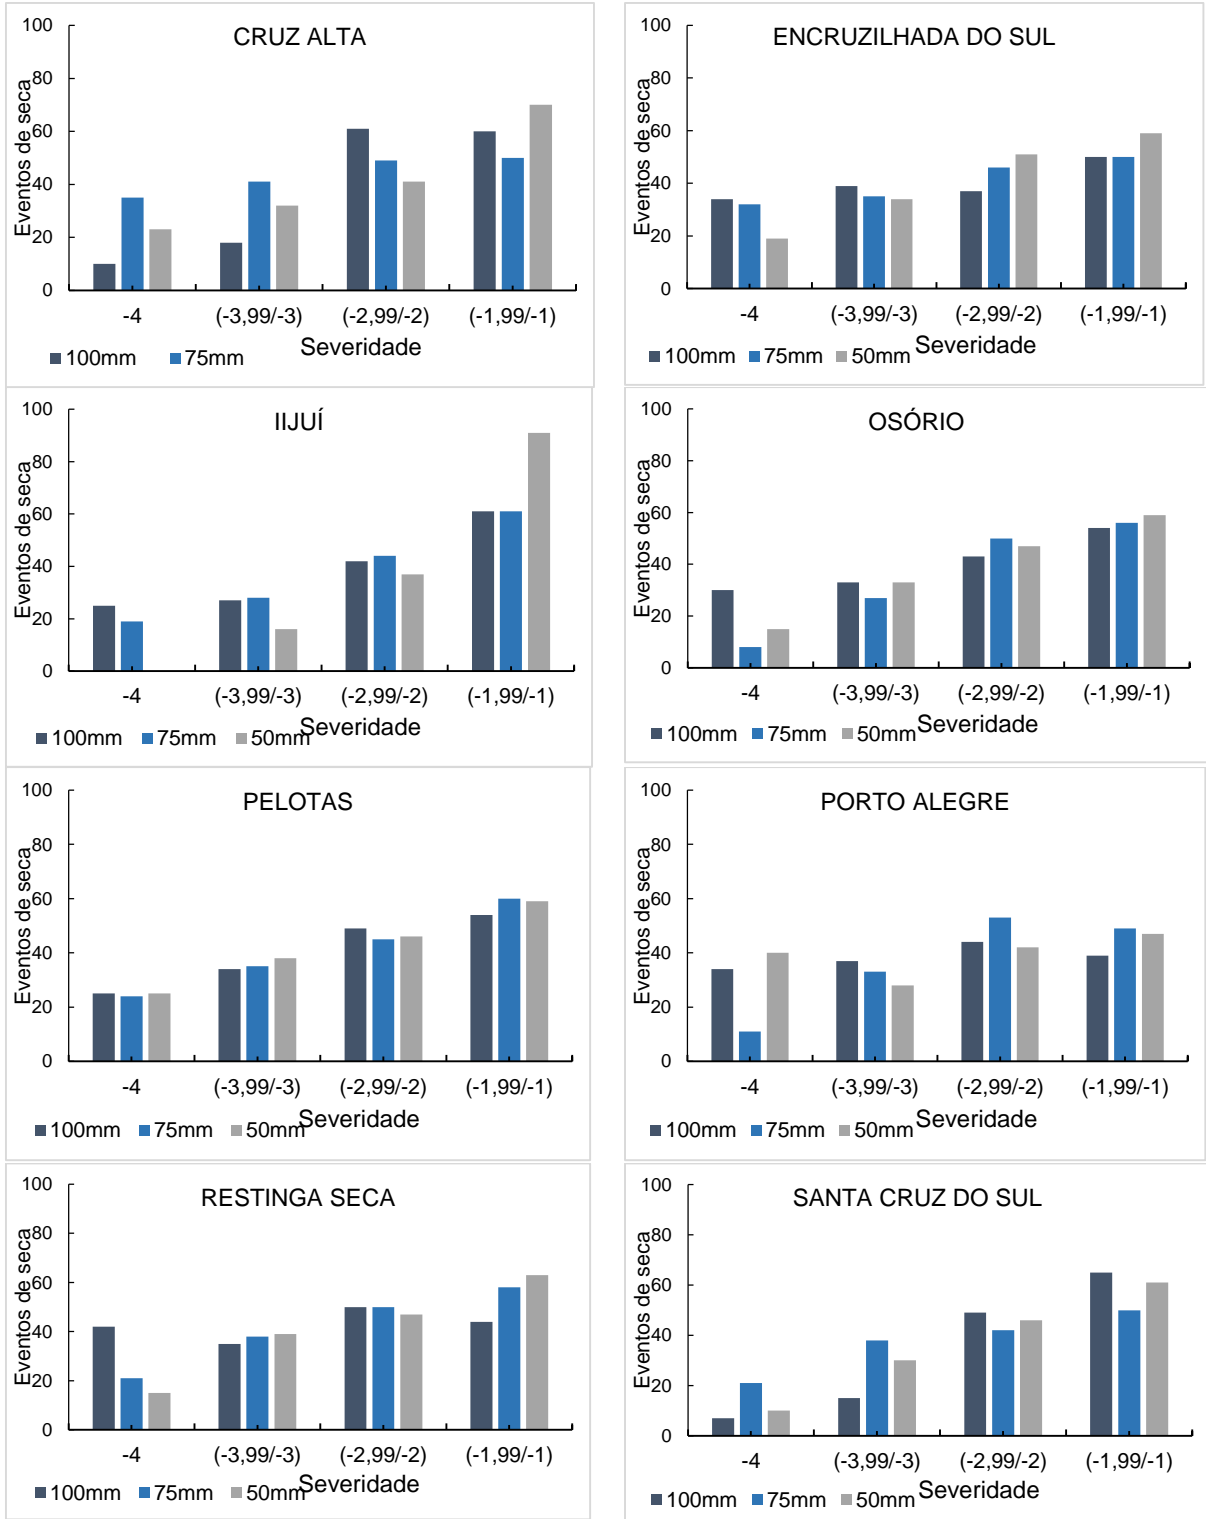 CRUZ ALTA
Eventos de seca
100
80
60
40
20
0
-4 (-3,99/-3) (-2,99/-2) (-1,99/-1)
Severidade
100mm 75mm
ENCRUZILHADA DO SUL
Eventos de seca
100
80
60
40
20
0
-4 (-3,99/-3) (-2,99/-2) (-1,99/-1)
Severidade
100mm 75mm 50mm
IIJUÍ
Eventos de seca
100
80
60
40
20
0
-4 (-3,99/-3) (-2,99/-2) (-1,99/-1)
Severidade
100mm 75mm 50mm
OSÓRIO
Eventos de seca
100
80
60
40
20
0
-4 (-3,99/-3) (-2,99/-2) (-1,99/-1)
Severidade
100mm 75mm 50mm
PELOTAS
Eventos de seca
100
80
60
40
20
0
-4 (-3,99/-3) (-2,99/-2) (-1,99/-1)
Severidade
100mm 75mm 50mm
PORTO ALEGRE
Eventos de seca
100
80
60
40
20
0
-4 (-3,99/-3) (-2,99/-2) (-1,99/-1)
Severidade
100mm 75mm 50mm
RESTINGA SECA
Eventos de seca
100
80
60
40
20
0
-4 (-3,99/-3) (-2,99/-2) (-1,99/-1)
Severidade
100mm 75mm 50mm
SANTA CRUZ DO SUL
Eventos de seca
100
80
60
40
20
0
-4 (-3,99/-3) (-2,99/-2) (-1,99/-1)
Severidade
100mm 75mm 50mm